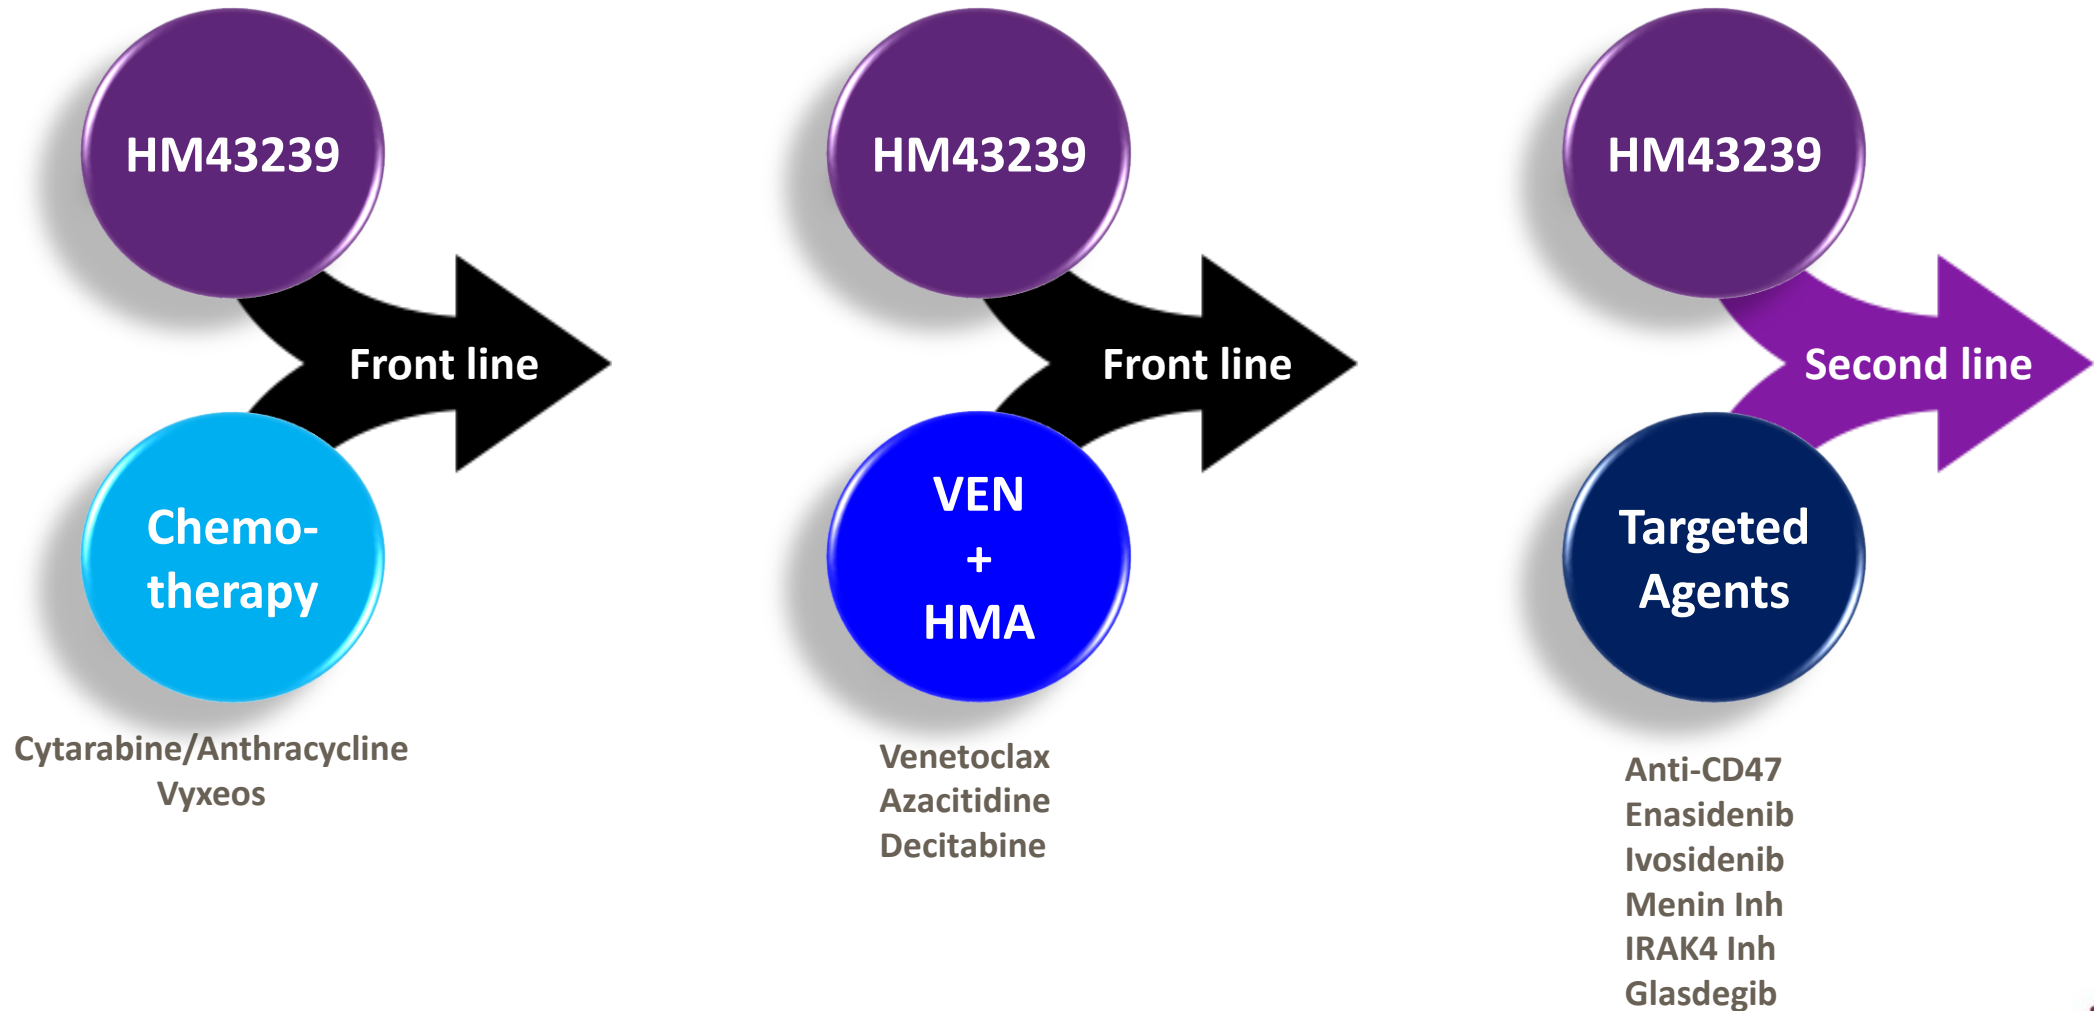 HM43239
Front line
Chemo-
therapy
Cytarabine/Anthracycline
Vyxeos
HM43239
Front line
VEN
+
HMA
Venetoclax
Azacitidine
Decitabine
HM43239
Second line
Targeted
Agents
Anti-CD47
Enasidenib
Ivosidenib
Menin Inh
IRAK4 Inh
Glasdegib